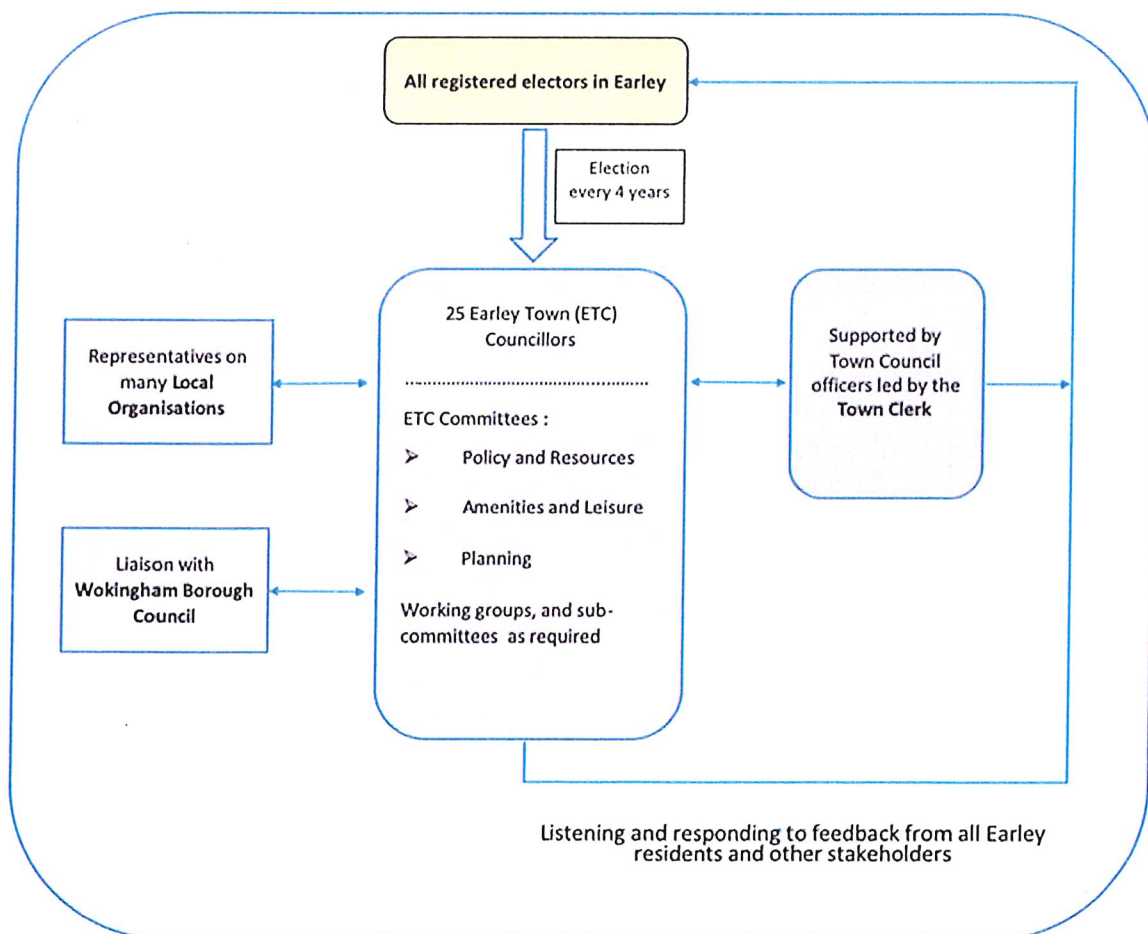 All registered electors in Earley
Election
every 4 years
25 Earley Town (ETC)
Councillors
................................................
ETC Committees :
➢ Policy and Resources
➢ Amenities and Leisure
➢ Planning
Working groups, and sub-
committees as required
Representatives on
many Local
Organisations
Liaison with
Wokingham Borough
Council
Supported by
Town Council
officers led by the
Town Clerk
Listening and responding to feedback from all Earley
residents and other stakeholders